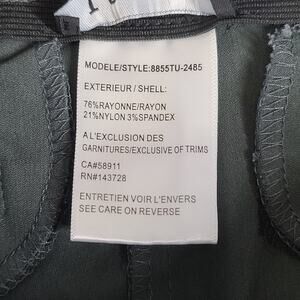 MODELE/STYLE:8855TU-2485
EXTERIEUR / SHELL:
76%RAYONNE/RAYON
21%NYLON 3%SPANDEX
A L'EXCLUSION DES
GARNITURES/EXCLUSIVE OF TRIMS
CA#58911
RN#143728
ENTRETIEN VOIR L'ENVERS
SEE CARE ON REVERSE